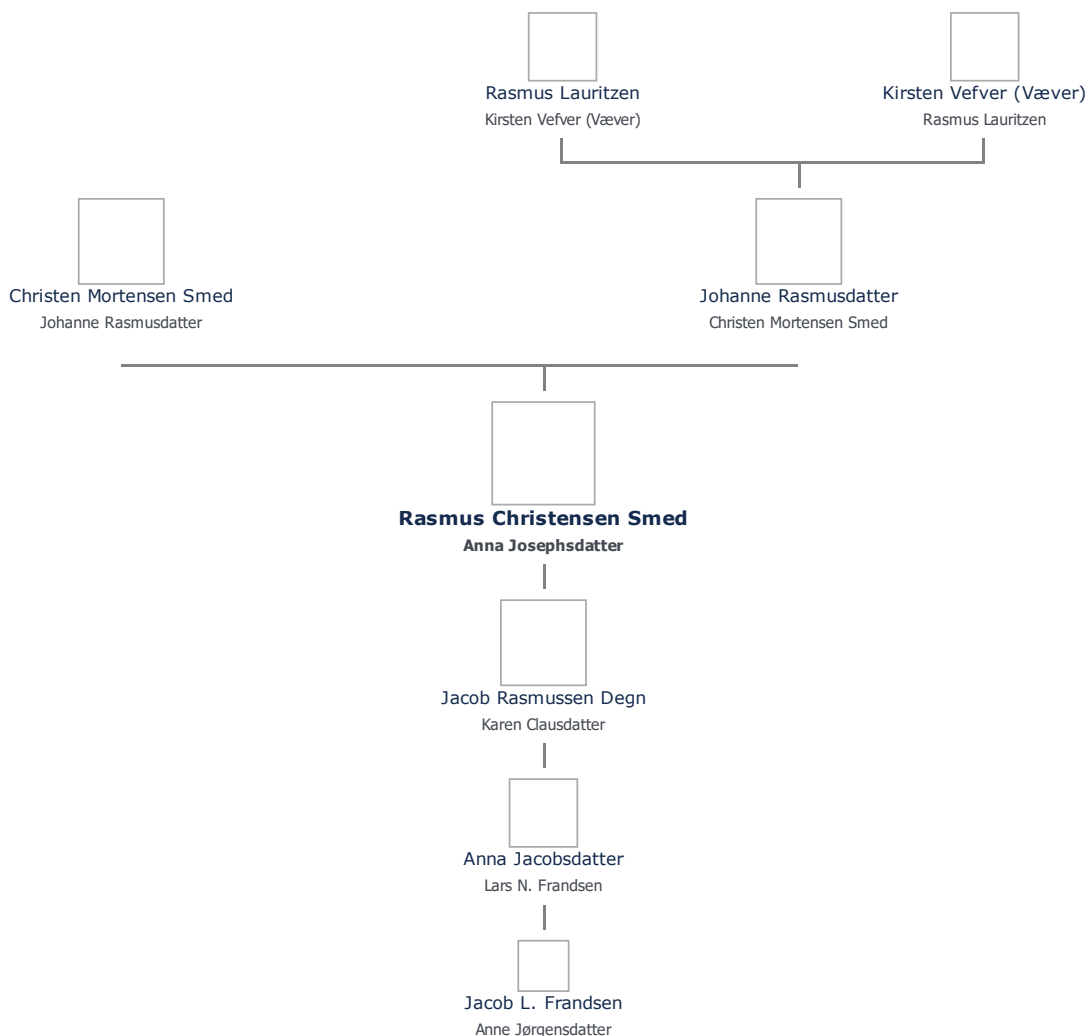 Rasmus Lauritzen
Kirsten Vefver (Væver)
Kirsten Vefver (Væver)
Rasmus Lauritzen
Christen Mortensen Smed
Johanne Rasmusdatter
Johanne Rasmusdatter
Christen Mortensen Smed
Rasmus Christensen Smed
Anna Josephsdatter
Jacob Rasmussen Degn
Karen Clausdatter
Anna Jacobsdatter
Lars N. Frandsen
Jacob L. Frandsen
Anne Jørgensdatter